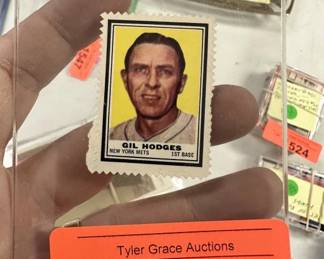 GIL HODGES
NEW YORK METS 1ST BASE
Tyler Grace Auctions
524